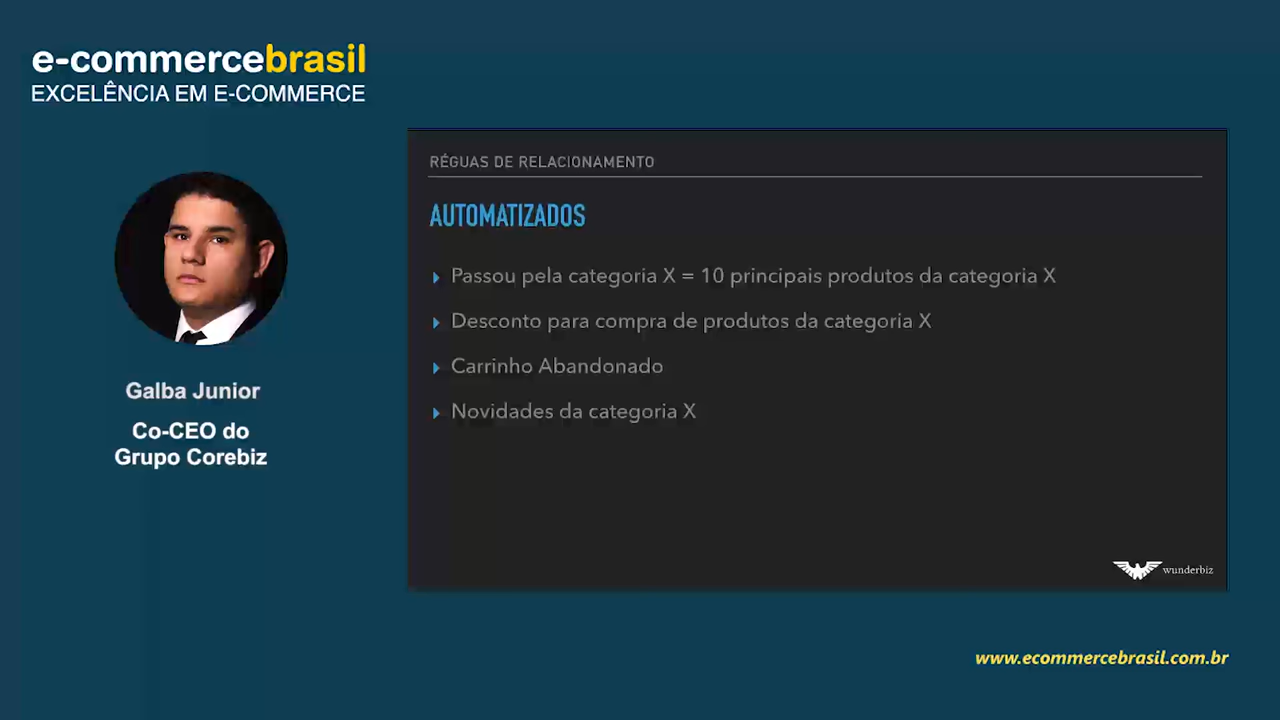 e-commercebrasil
EXCELÊNCIA EM E-COMMERCE
Galba Junior
Co-CEO do
Grupo Corebiz
RÉGUAS DE RELACIONAMENTO
AUTOMATIZADOS
Passou pela categoria X = 10 principais produtos da categoria X
Desconto para compra de produtos da categoria X
Carrinho Abandonado
Novidades da categoria X
wunderbiz
www.ecommercebrasil.com.br